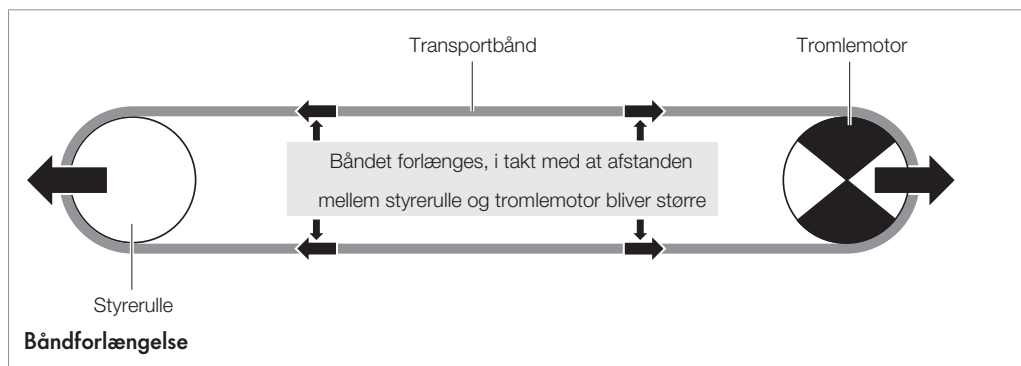 Transportbånd
Tromlemotor
Båndet forlænges, i takt med at afstanden
mellem styrerulle og tromlemotor bliver større
Styrerulle
Båndforlængelse